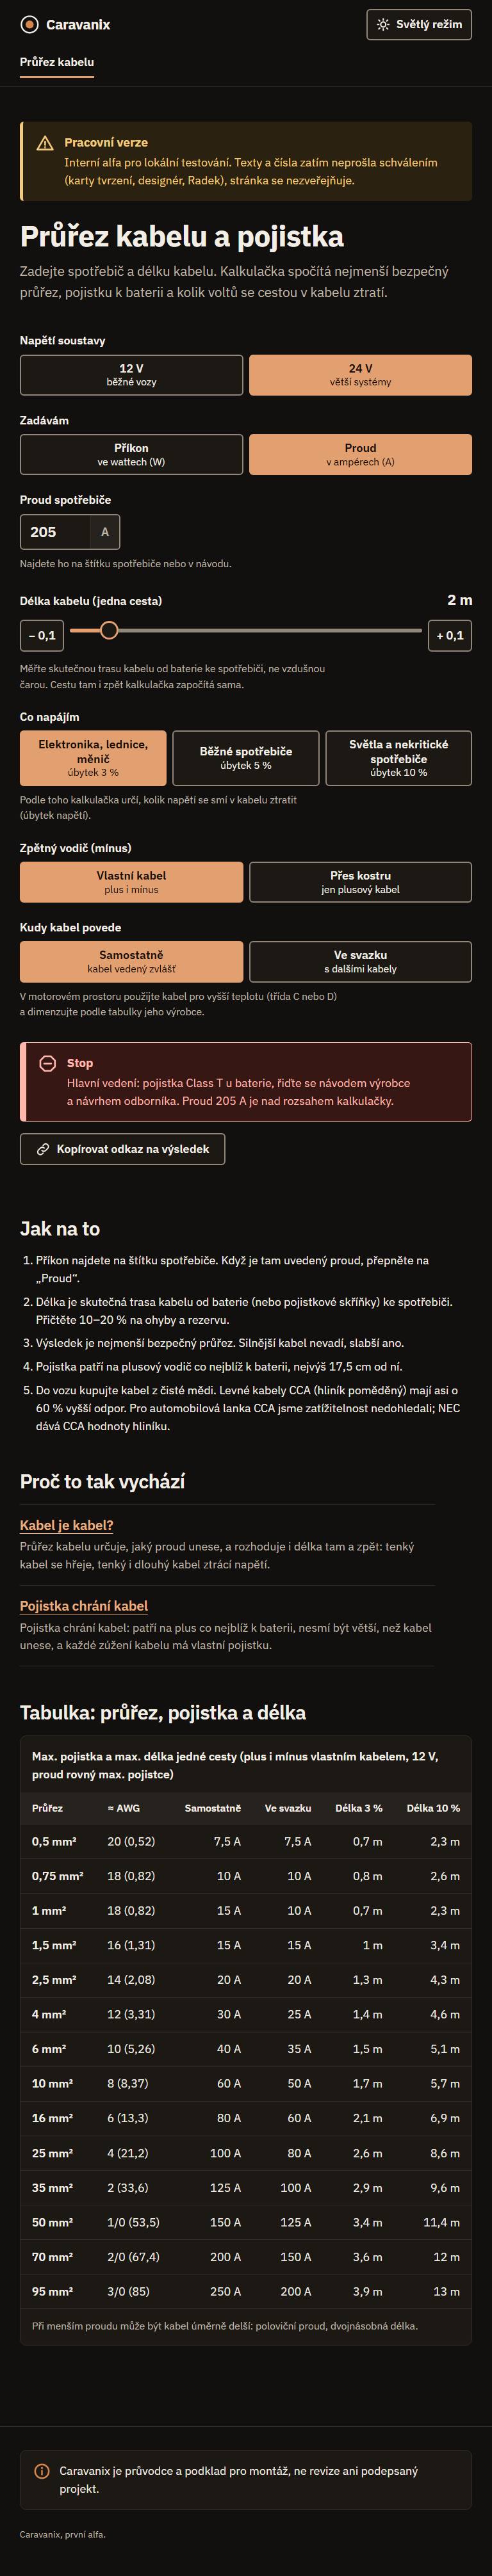 Caravanix
Světlý režim
Průřez kabelu
Pracovní verze
Interní alfa pro lokální testování. Texty a čísla zatím neprošla schválením
(karty tvrzení, designér, Radek), stránka se nezveřejňuje.
Průřez kabelu a pojistka
Zadejte spotřebič a délku kabelu. Kalkulačka spočítá nejmenší bezpečný
průřez, pojistku k baterii a kolik voltů se cestou v kabelu ztratí.
Napětí soustavy
12 V
běžné vozy
24 V
větší systémy
Zadávám
Příkon
ve wattech (W)
Proud
v ampérech (A)
Proud spotřebiče
205 A
Najdete ho na štítku spotřebiče nebo v návodu.
Délka kabelu (jedna cesta) 2 m
− 0,1
+ 0,1
Měřte skutečnou trasu kabelu od baterie ke spotřebiči, ne vzdušnou
čarou. Cestu tam i zpět kalkulačka započítá sama.
Co napájím
Elektronika, lednice,
měnič
úbytek 3 %
Běžné spotřebiče
úbytek 5 %
Světla a nekritické
spotřebiče
úbytek 10 %
Podle toho kalkulačka určí, kolik napětí se smí v kabelu ztratit
(úbytek napětí).
Zpětný vodič (mínus)
Vlastní kabel
plus i mínus
Přes kostru
jen plusový kabel
Kudy kabel povede
Samostatně
kabel vedený zvlášť
Ve svazku
s dalšími kabely
V motorovém prostoru použijte kabel pro vyšší teplotu (třída C nebo D)
a dimenzujte podle tabulky jeho výrobce.
Stop
Hlavní vedení: pojistka Class T u baterie, řiďte se návodem výrobce
a návrhem odborníka. Proud 205 A je nad rozsahem kalkulačky.
Kopírovat odkaz na výsledek
Jak na to
1. Příkon najdete na štítku spotřebiče. Když je tam uvedený proud, přepněte na
„Proud“.
2. Délka je skutečná trasa kabelu od baterie (nebo pojistkové skříňky) ke spotřebiči.
Přičtěte 10–20 % na ohyby a rezervu.
3. Výsledek je nejmenší bezpečný průřez. Silnější kabel nevadí, slabší ano.
4. Pojistka patří na plusový vodič co nejblíž k baterii, nejvýš 17,5 cm od ní.
5. Do vozu kupujte kabel z čisté mědi. Levné kabely CCA (hliník poměděný) mají asi o
60 % vyšší odpor. Pro automobilová lanka CCA jsme zatížitelnost nedohledali; NEC
dává CCA hodnoty hliníku.
Proč to tak vychází
Kabel je kabel?
Průřez kabelu určuje, jaký proud unese, a rozhoduje i délka tam a zpět: tenký
kabel se hřeje, tenký i dlouhý kabel ztrácí napětí.
Pojistka chrání kabel
Pojistka chrání kabel: patří na plus co nejblíž k baterii, nesmí být větší, než kabel
unese, a každé zúžení kabelu má vlastní pojistku.
Tabulka: průřez, pojistka a délka
Max. pojistka a max. délka jedné cesty (plus i mínus vlastním kabelem, 12 V,
proud rovný max. pojistce)
Průřez ≈ AWG Samostatně Ve svazku Délka 3 % Délka 10 %
0,5 mm² 20 (0,52) 7,5 A 7,5 A 0,7 m 2,3 m
0,75 mm² 18 (0,82) 10 A 10 A 0,8 m 2,6 m
1 mm² 18 (0,82) 15 A 10 A 0,7 m 2,3 m
1,5 mm² 16 (1,31) 15 A 15 A 1 m 3,4 m
2,5 mm² 14 (2,08) 20 A 20 A 1,3 m 4,3 m
4 mm² 12 (3,31) 30 A 25 A 1,4 m 4,6 m
6 mm² 10 (5,26) 40 A 35 A 1,5 m 5,1 m
10 mm² 8 (8,37) 60 A 50 A 1,7 m 5,7 m
16 mm² 6 (13,3) 80 A 60 A 2,1 m 6,9 m
25 mm² 4 (21,2) 100 A 80 A 2,6 m 8,6 m
35 mm² 2 (33,6) 125 A 100 A 2,9 m 9,6 m
50 mm² 1/0 (53,5) 150 A 125 A 3,4 m 11,4 m
70 mm² 2/0 (67,4) 200 A 150 A 3,6 m 12 m
95 mm² 3/0 (85) 250 A 200 A 3,9 m 13 m
Při menším proudu může být kabel úměrně delší: poloviční proud, dvojnásobná délka.
Caravanix je průvodce a podklad pro montáž, ne revize ani podepsaný
projekt.
Caravanix, první alfa.